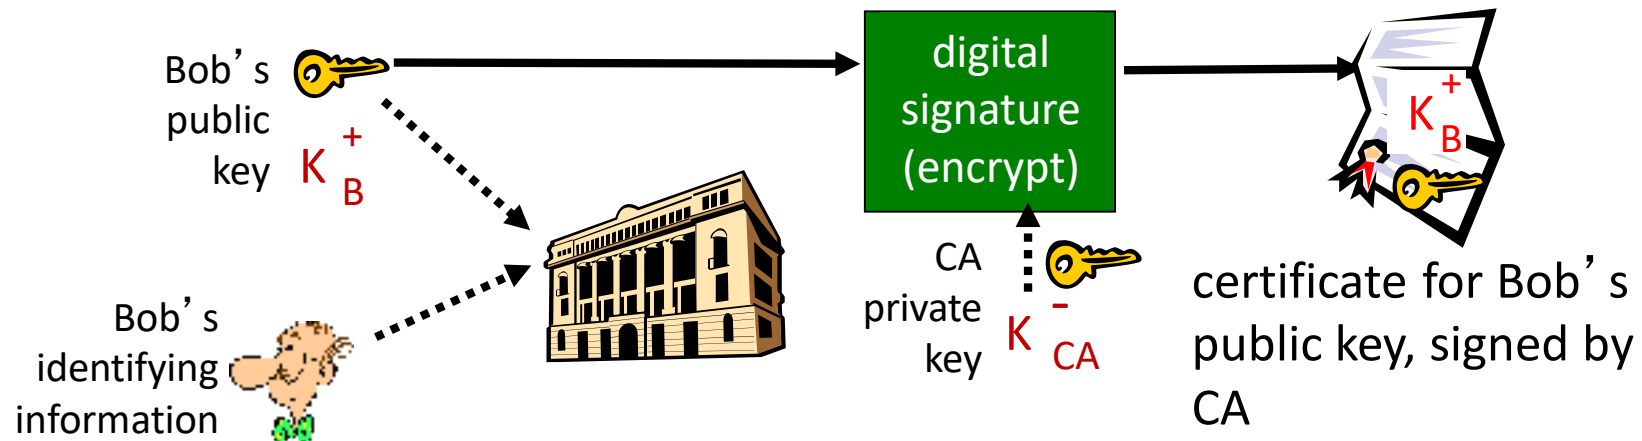 Bob's
public
key
K
+
B
digital
signature
(encrypt)
K
+
B
Bob's
identifying
information
CA
private
key
K
-
CA
certificate for Bob's
public key, signed by
CA